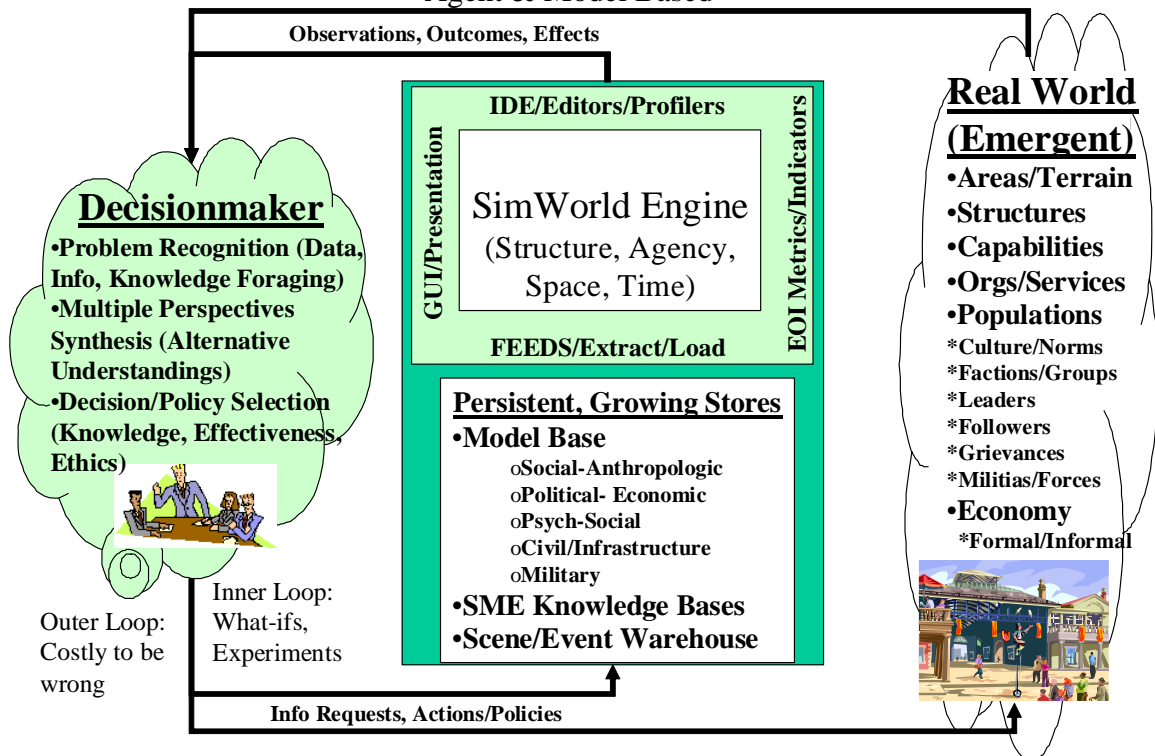 Agent & Model Based
Observations, Outcomes, Effects
Decisionmaker
•Problem Recognition (Data,
Info, Knowledge Foraging)
•Multiple Perspectives
Synthesis (Alternative
Understandings)
•Decision/Policy Selection
(Knowledge, Effectiveness,
Ethics)
Outer Loop:
Costly to be
wrong
Inner Loop:
What-ifs,
Experiments
IDE/Editors/Profilers
GUI/Presentation
SimWorld Engine
(Structure, Agency,
Space, Time)
EOI Metrics/Indicators
FEEDS/Extract/Load
Persistent, Growing Stores
•Model Base
oSocial-Anthropologic
oPolitical- Economic
oPsych-Social
oCivil/Infrastructure
oMilitary
•SME Knowledge Bases
•Scene/Event Warehouse
Real World
(Emergent)
•Areas/Terrain
•Structures
•Capabilities
•Orgs/Services
•Populations
*Culture/Norms
*Factions/Groups
*Leaders
*Followers
*Grievances
*Militias/Forces
•Economy
*Formal/Informal
Info Requests, Actions/Policies